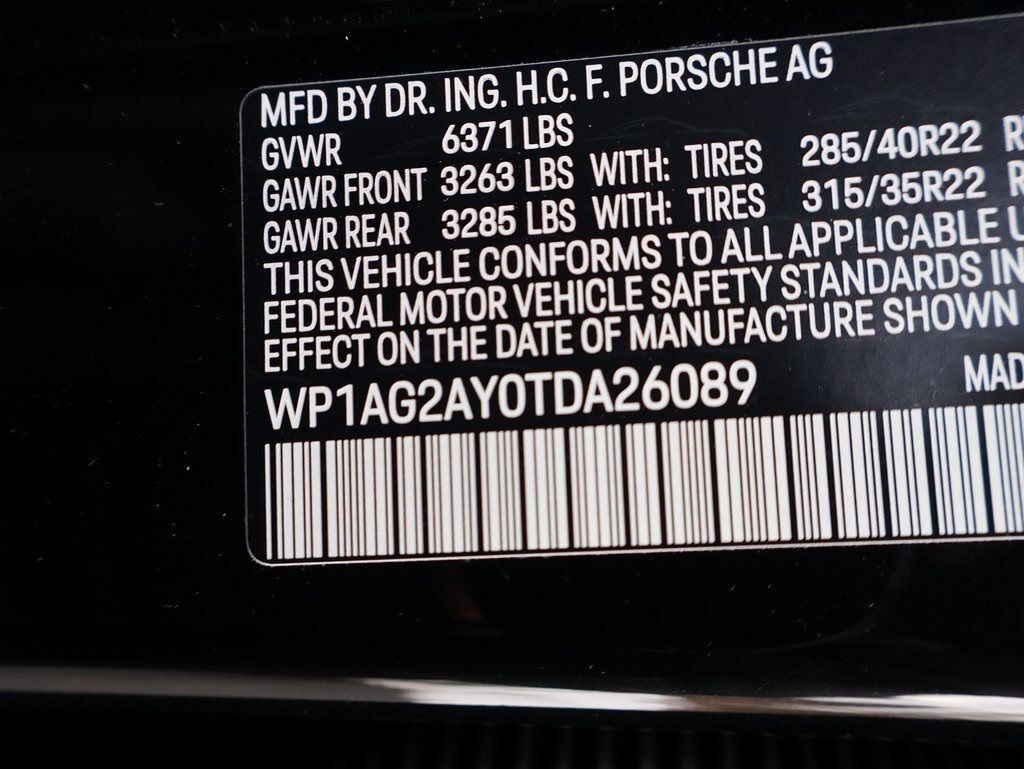 MFD BY DR. ING. H.C. F. PORSCHE AG
GVWR 6371 LBS
GAWR FRONT 3263 LBS WITH: TIRES 285/40R22
GAWR REAR 3285 LBS WITH: TIRES 315/35R22
THIS VEHICLE CONFORMS TO ALL APPLICABLE
FEDERAL MOTOR VEHICLE SAFETY STANDARDS IN
EFFECT ON THE DATE OF MANUFACTURE SHOWN
WP1AG2AY0TDA26089 MAD